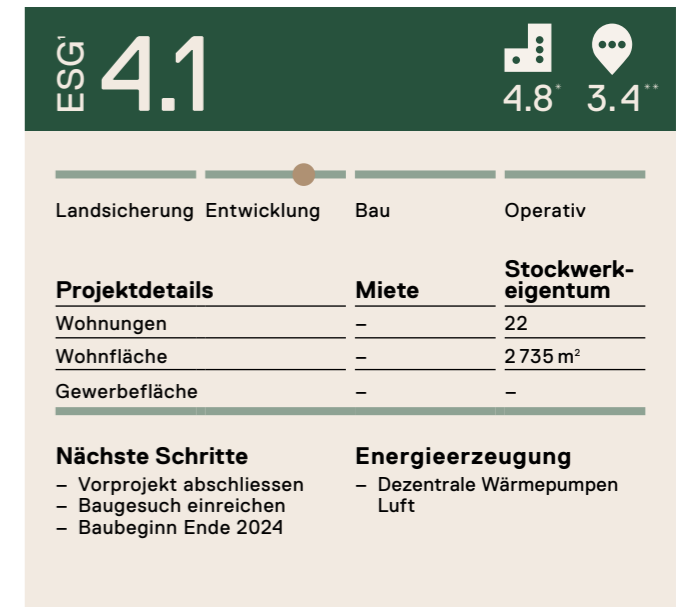 ESG¹ 4.1
4.8* 3.4**
Landsicherung Entwicklung Bau Operativ
Projektdetails Miete Stockwerk-
eigentum
Wohnungen – 22
Wohnfläche – 2 735 m²
Gewerbefläche – –
Nächste Schritte
– Vorprojekt abschliessen
– Baugesuch einreichen
– Baubeginn Ende 2024
Energieerzeugung
– Dezentrale Wärmepumpen
Luft